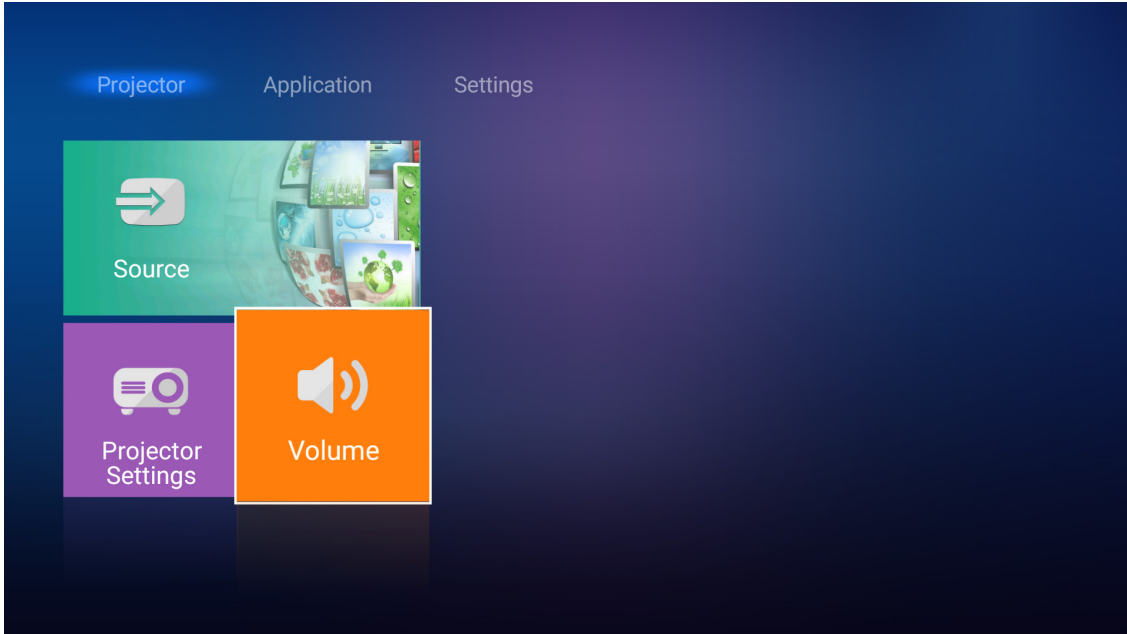 Projector Application Settings
Source
Projector
Settings
Volume